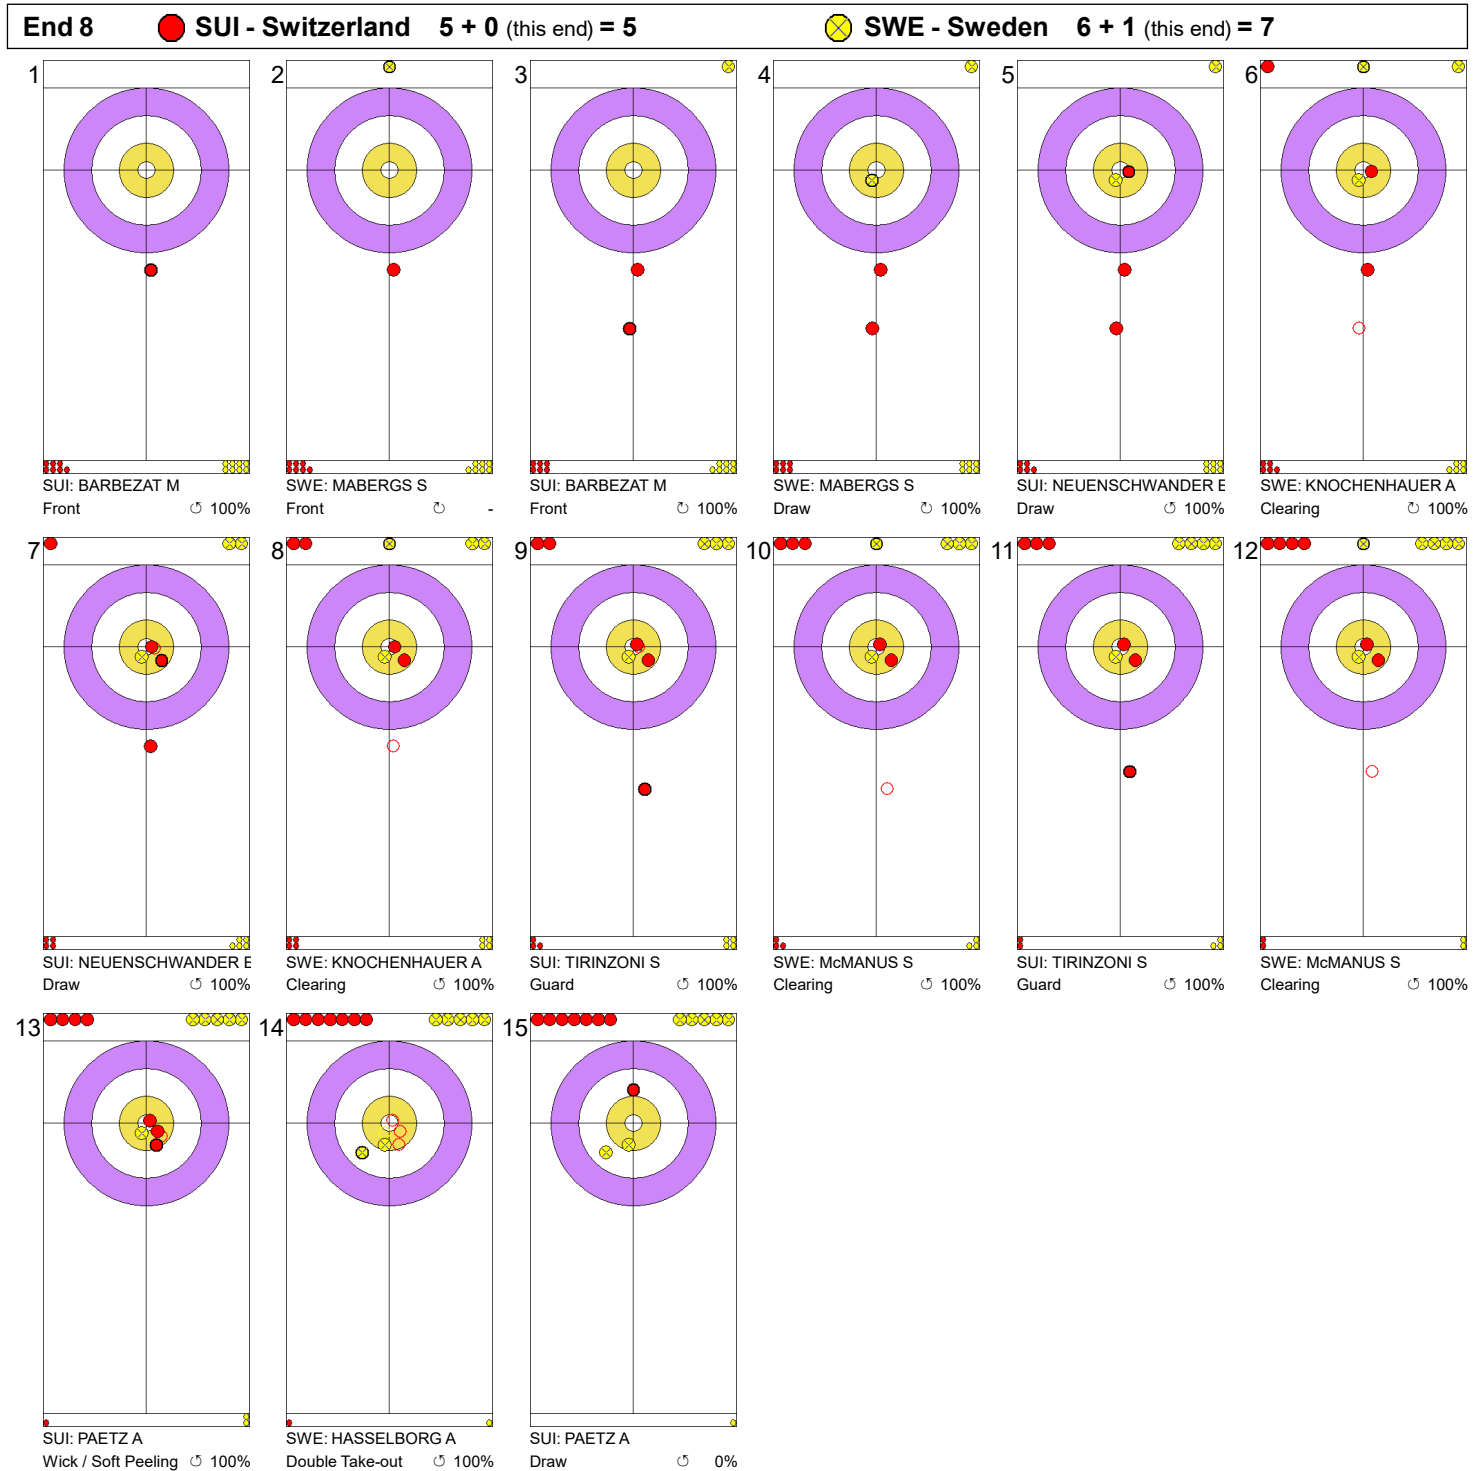 End 8 SUI - Switzerland 5 + 0 (this end) = 5 SWE - Sweden 6 + 1 (this end) = 7
1 2 3 4 5 6
SUI: BARBEZAT M SWE: MABERGS S SUI: BARBEZAT M SWE: MABERGS S SUI: NEUENSCHWANDER E SWE: KNOCHENHAUER A
Front ↺ 100% Front ↻ - Front ↻ 100% Draw ↺ 100% Draw ↺ 100% Clearing ↻ 100%
7 8 9 10 11 12
SUI: NEUENSCHWANDER E SWE: KNOCHENHAUER A SUI: TIRINZONI S SWE: McMANUS S SUI: TIRINZONI S SWE: McMANUS S
Draw ↺ 100% Clearing ↺ 100% Guard ↺ 100% Clearing ↺ 100% Guard ↺ 100% Clearing ↺ 100%
13 14 15
SUI: PAETZ A SWE: HASSELBORG A SUI: PAETZ A
Wick / Soft Peeling ↺ 100% Double Take-out ↺ 100% Draw ↺ 0%